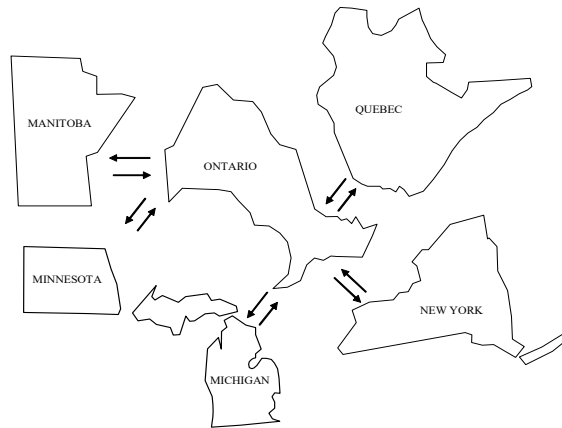 QUEBEC
MANITOBA
ONTARIO
MINNESOTA
NEW YORK
MICHIGAN